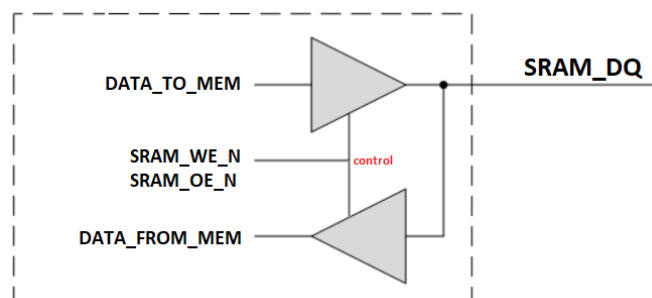 DATA_TO_MEM
SRAM_DQ
SRAM_WE_N
control
SRAM_OE_N
DATA_FROM_MEM